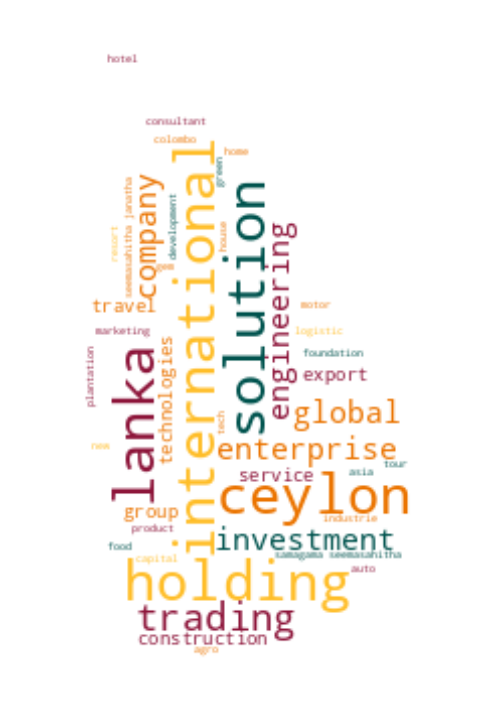 hotel
consultant
colombo
home
international
green
company
seemasahitha janatha
solution
development
house
engineering
resort
gem
travel
motor
marketing
logistic
technologies
lanka
plantation
foundation
export
global
tech
new
enterprise
tour
asia
service
ceylon
group
industrie
product
investment
food
samagama seemasahitha
capital
auto
holding
trading
construction
agro